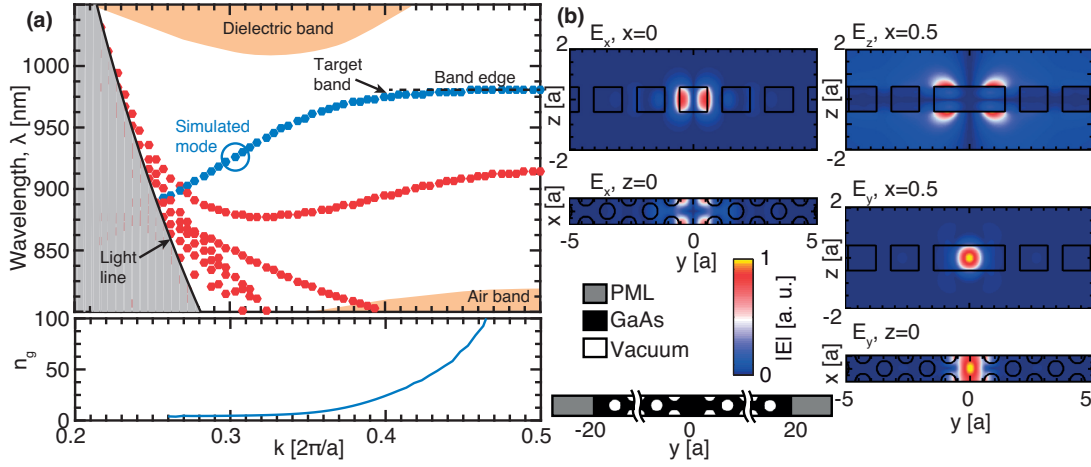 (a)
Dielectric band
Target
band
Band edge
Simulated
mode
Light
line
Air band
Wavelength, λ [nm]
1000
950
900
850
n_g
100
50
0
0.2
0.3
0.4
0.5
k [2π/a]
(b)
E_x, x=0
2
-2
z [a]
E_x, z=0
x [a]
-5
0
5
y [a]
E_z, x=0.5
2
-2
z [a]
E_y, x=0.5
2
-2
z [a]
E_y, z=0
x [a]
-5
0
5
y [a]
1
0
|E| [a. u.]
PML
GaAs
Vacuum
-20
0
20
y [a]